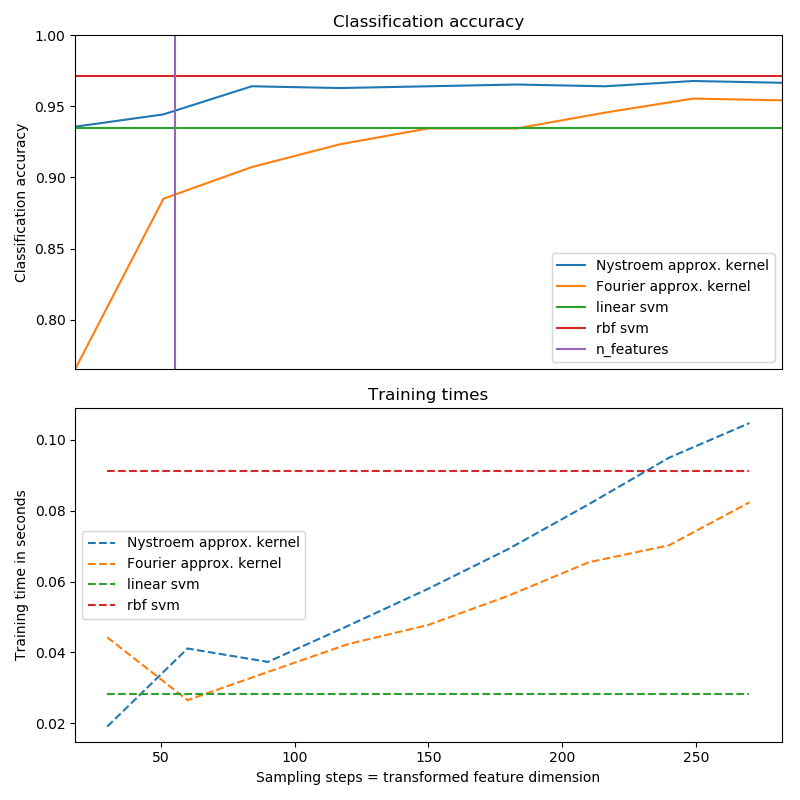 Classification accuracy
1.00
0.95
0.90
0.85
0.80
Classification accuracy
Nystroem approx. kernel
Fourier approx. kernel
linear svm
rbf svm
n_features
Training times
0.10
0.08
0.06
0.04
0.02
Training time in seconds
Nystroem approx. kernel
Fourier approx. kernel
linear svm
rbf svm
50 100 150 200 250
Sampling steps = transformed feature dimension